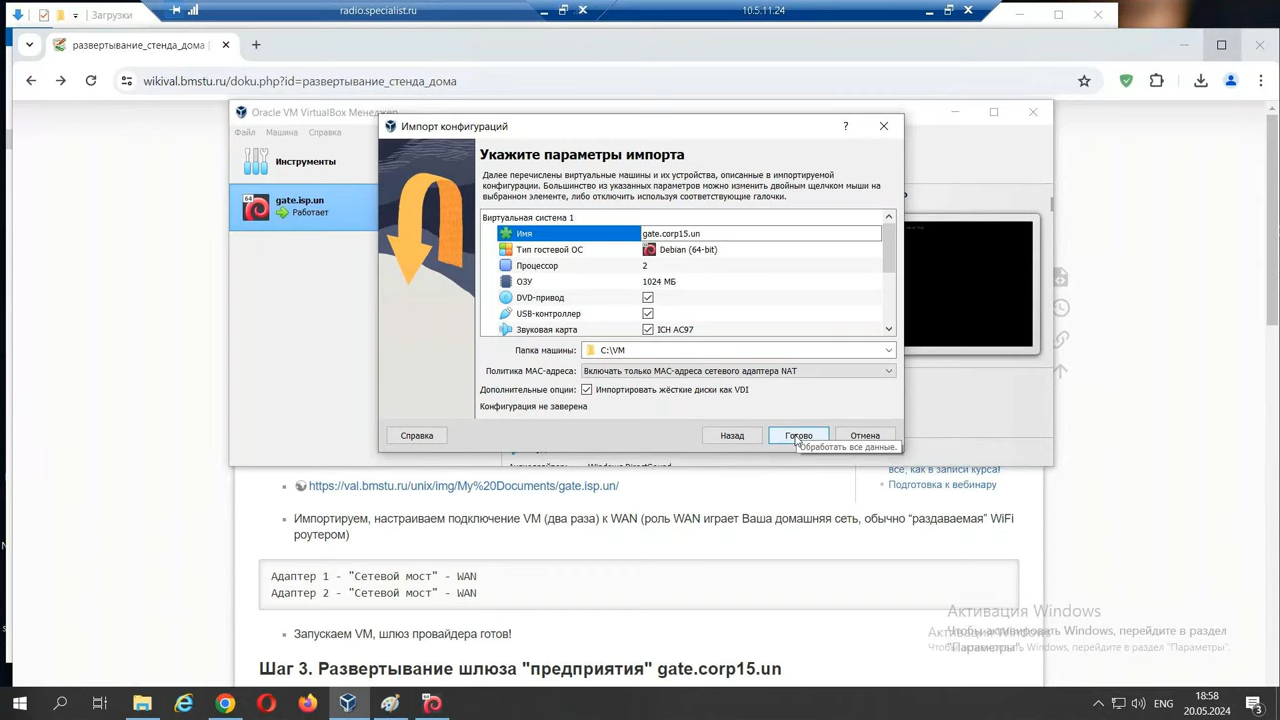 Загрузки
radio.specialist.ru
10.5.11.24
развертывание_стенда_дома
wikival.bmstu.ru/doku.php?id=развертывание_стенда_дома
Oracle VM VirtualBox Менеджер
Файл Машина Справка
Инструменты
64
gate.isp.un
Работает
Импорт конфигураций
?
Укажите параметры импорта
Далее перечислены виртуальные машины и их устройства, описанные в импортируемой
конфигурации. Большинство из указанных параметров можно изменить двойным щелчком мыши на
выбранном элементе, либо отключить используя соответствующие галочки.
Виртуальная система 1
Имя gate.corp15.un
Тип гостевой ОС Debian (64-bit)
Процессор 2
ОЗУ 1024 МБ
DVD-привод
USB-контроллер
Звуковая карта ICH AC97
Папка машины: C:\VM
Политика MAC-адреса: Включать только MAC-адреса сетевого адаптера NAT
Дополнительные опции: Импортировать жёсткие диски как VDI
Конфигурация не заверена
Справка Назад Готово Отмена
Обработать все данные.
все, как в записи курса!
Подготовка к вебинару
https://val.bmstu.ru/unix/img/My%20Documents/gate.isp.un/
Импортируем, настраиваем подключение VM (два раза) к WAN (роль WAN играет Ваша домашняя сеть, обычно “раздаваемая” WiFi
роутером)
Адаптер 1 - "Сетевой мост" - WAN
Адаптер 2 - "Сетевой мост" - WAN
Запускаем VM, шлюз провайдера готов!
Шаг 3. Развертывание шлюза "предприятия" gate.corp15.un
Активация Windows
Чтобы активировать Windows, перейдите в раздел
"Параметры".
ENG
18:58
20.05.2024
3